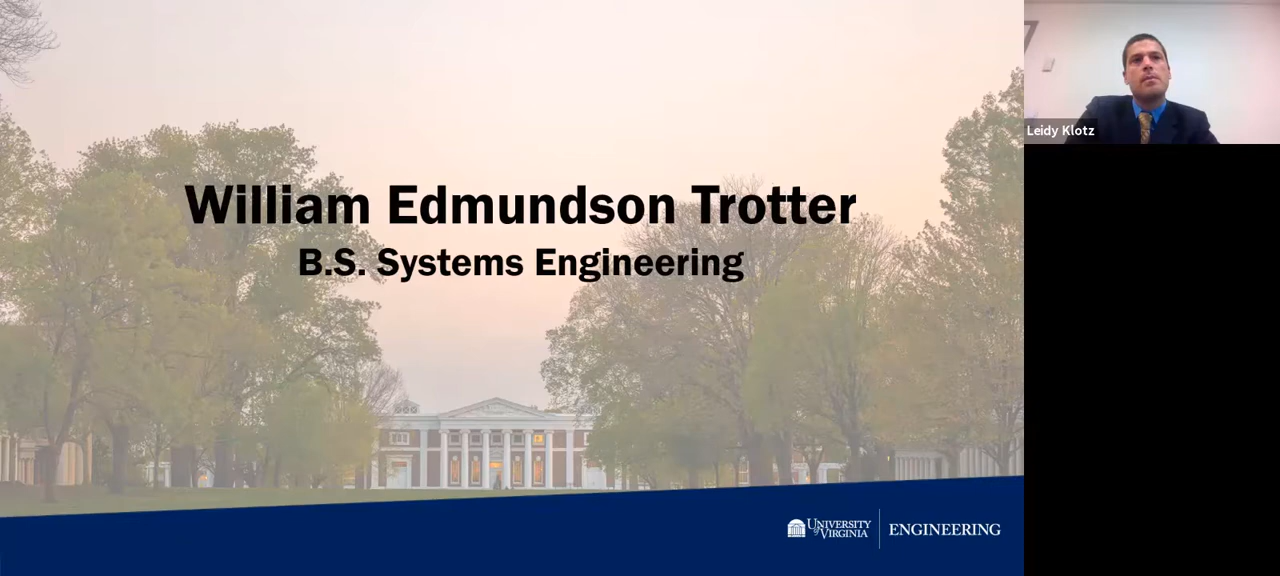 William Edmundson Trotter
B.S. Systems Engineering
Leidy Klotz
UNIVERSITY
of VIRGINIA
ENGINEERING